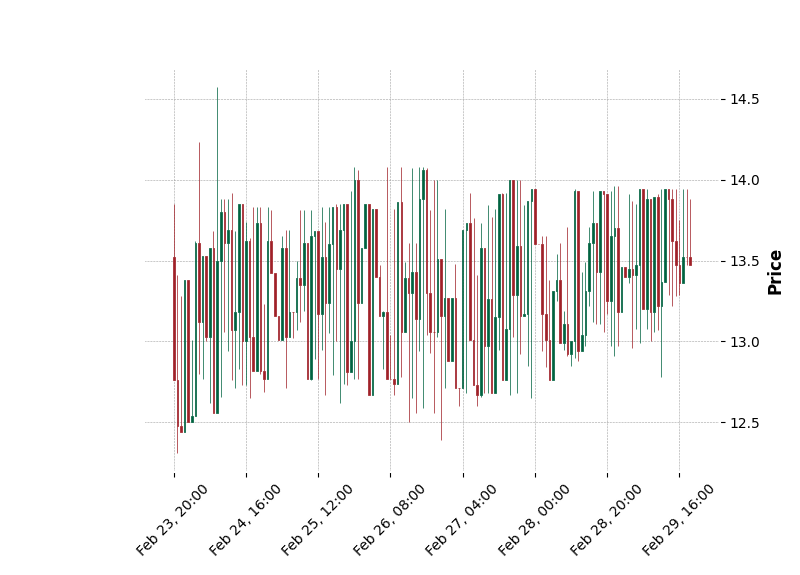 14.5
14.0
13.5
13.0
12.5
Price
Feb 23, 20:00
Feb 24, 16:00
Feb 25, 12:00
Feb 26, 08:00
Feb 27, 04:00
Feb 28, 00:00
Feb 28, 20:00
Feb 29, 16:00